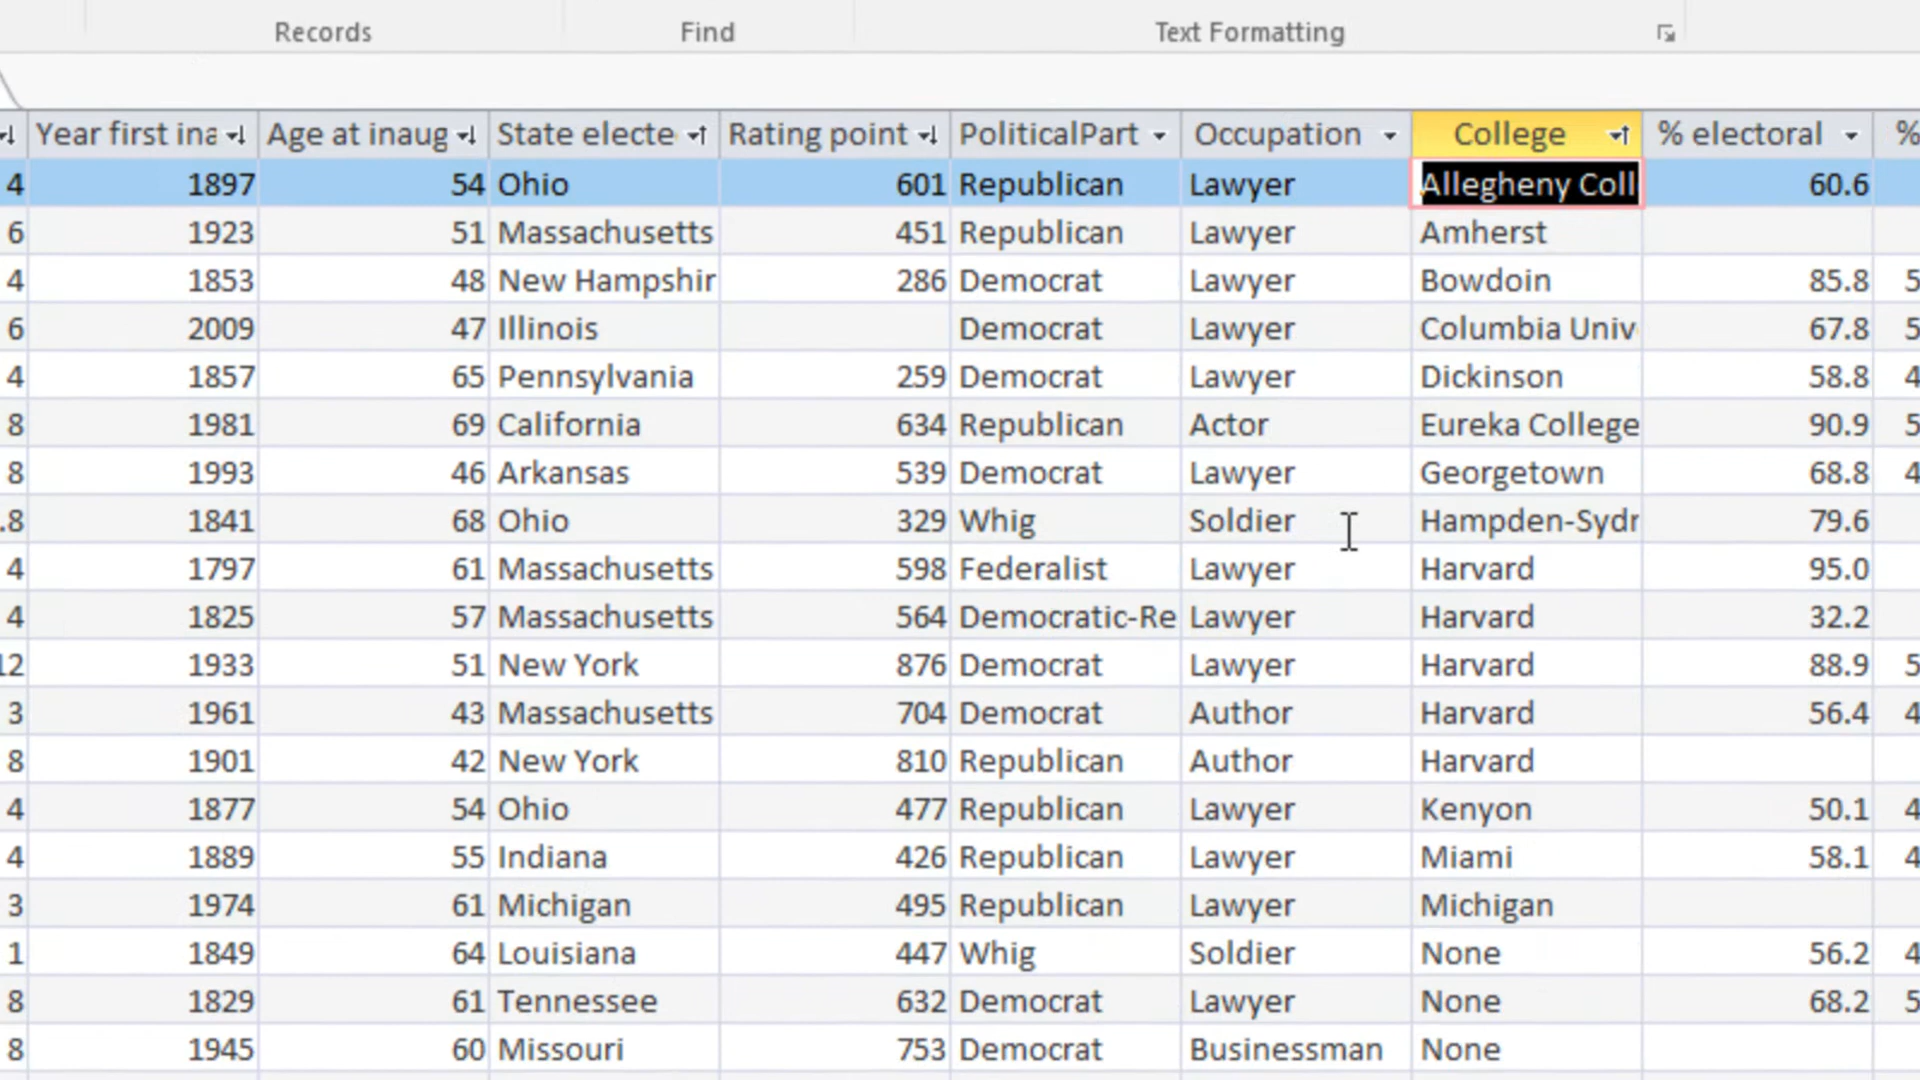 Records Find Text Formatting
Year first ina Age at inaug State electe Rating point PoliticalPart Occupation College % electoral %
4 1897 54 Ohio 601 Republican Lawyer Allegheny Coll 60.6
6 1923 51 Massachusetts 451 Republican Lawyer Amherst
4 1853 48 New Hampshir 286 Democrat Lawyer Bowdoin 85.8 5
6 2009 47 Illinois Democrat Lawyer Columbia Univ 67.8 5
4 1857 65 Pennsylvania 259 Democrat Lawyer Dickinson 58.8 4
8 1981 69 California 634 Republican Actor Eureka College 90.9 5
8 1993 46 Arkansas 539 Democrat Lawyer Georgetown 68.8 4
.8 1841 68 Ohio 329 Whig Soldier Hampden-Sydn 79.6
4 1797 61 Massachusetts 598 Federalist Lawyer Harvard 95.0
4 1825 57 Massachusetts 564 Democratic-Re Lawyer Harvard 32.2
12 1933 51 New York 876 Democrat Lawyer Harvard 88.9 5
3 1961 43 Massachusetts 704 Democrat Author Harvard 56.4 4
8 1901 42 New York 810 Republican Author Harvard
4 1877 54 Ohio 477 Republican Lawyer Kenyon 50.1 4
4 1889 55 Indiana 426 Republican Lawyer Miami 58.1 4
3 1974 61 Michigan 495 Republican Lawyer Michigan
1 1849 64 Louisiana 447 Whig Soldier None 56.2 4
8 1829 61 Tennessee 632 Democrat Lawyer None 68.2 5
8 1945 60 Missouri 753 Democrat Businessman None